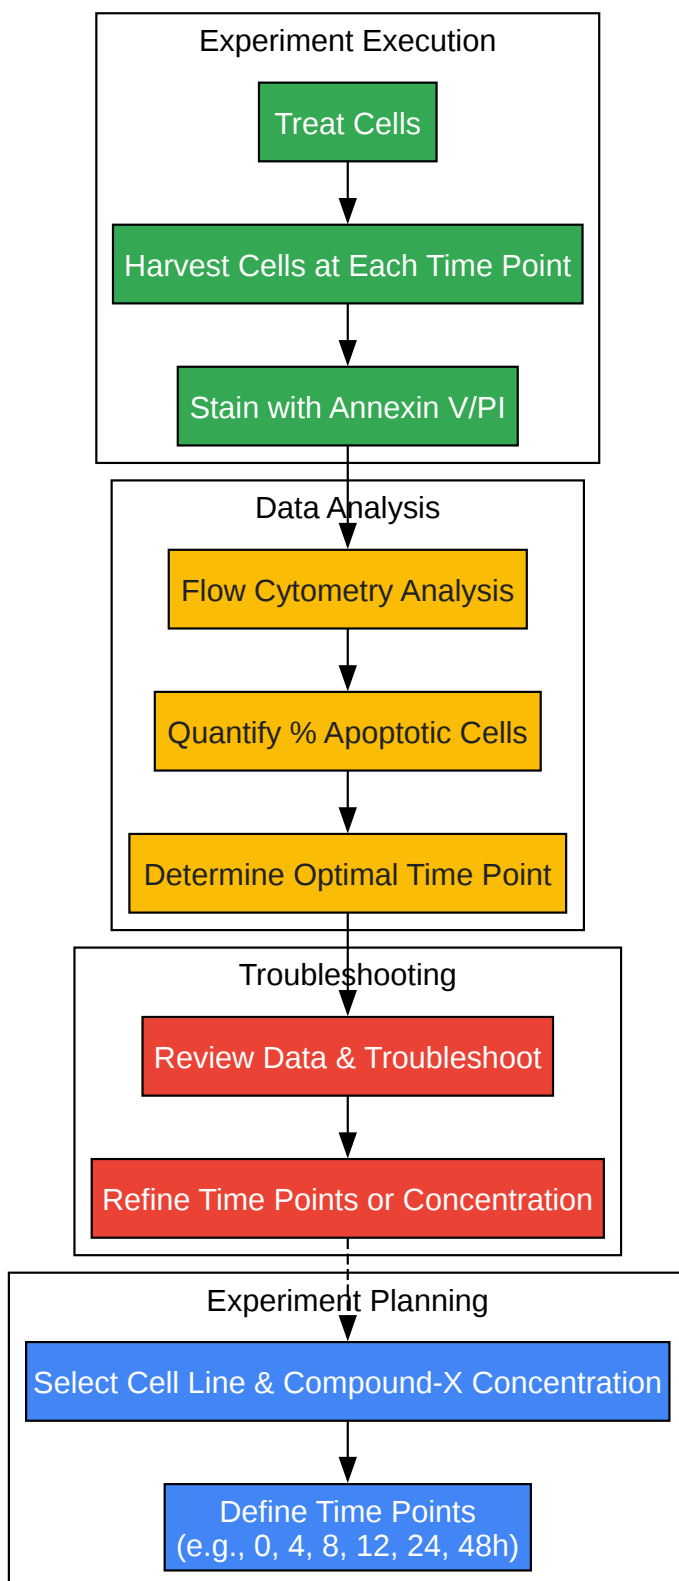 Experiment Execution
Treat Cells
Harvest Cells at Each Time Point
Stain with Annexin V/PI
Data Analysis
Flow Cytometry Analysis
Quantify % Apoptotic Cells
Determine Optimal Time Point
Troubleshooting
Review Data & Troubleshoot
Refine Time Points or Concentration
Experiment Planning
Select Cell Line & Compound-X Concentration
Define Time Points
(e.g., 0, 4, 8, 12, 24, 48h)